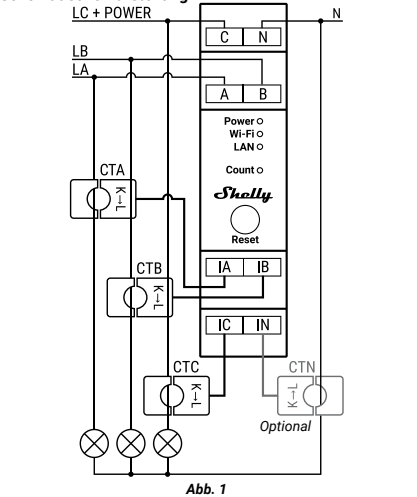 LC + POWER
N
C N
LB
LA
A B
Power
Wi-Fi
LAN
Count
CTA
K→L
Shelly
Reset
CTB
K→L
IA IB
IC IN
CTC
K→L
CTN
K→L
Optional
Abb. 1